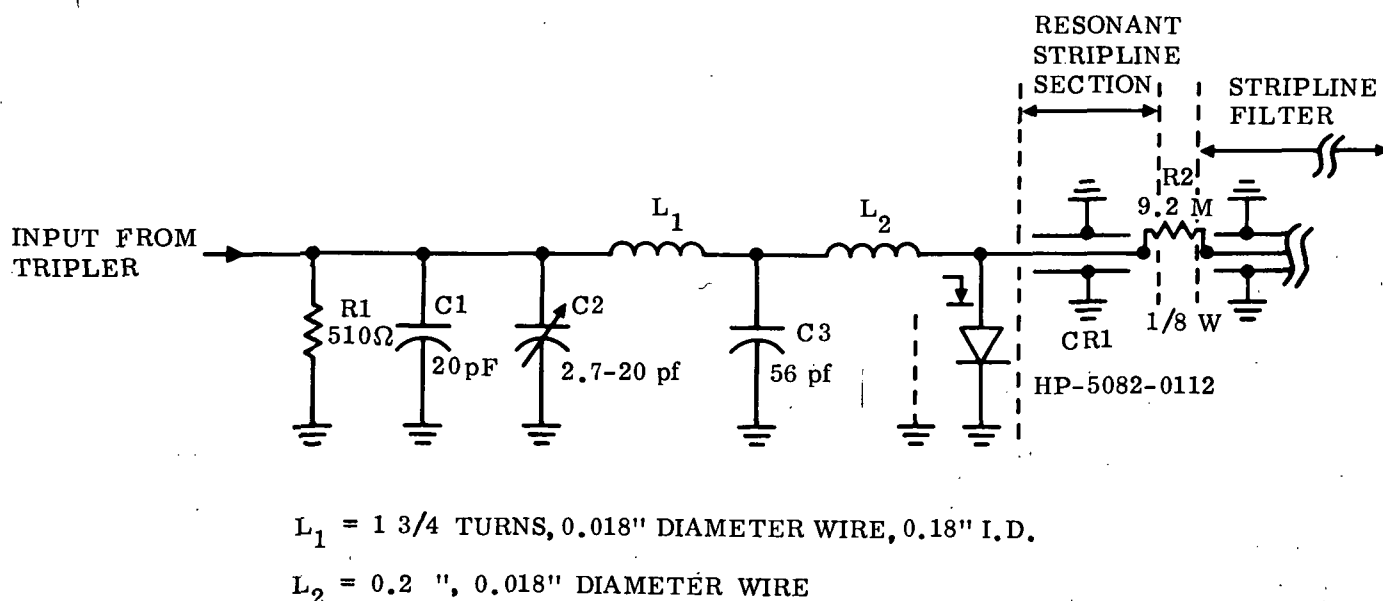 RESONANT
STRIPLINE
SECTION
STRIPLINE
FILTER
R2
9.2 M
L1
L2
INPUT FROM
TRIPLER
R1
510Ω
C1
20pF
C2
2.7-20 pf
C3
56 pf
CR1
1/8 W
HP-5082-0112
L1 = 1 3/4 TURNS, 0.018" DIAMETER WIRE, 0.18" I.D.
L2 = 0.2 ", 0.018" DIAMETER WIRE